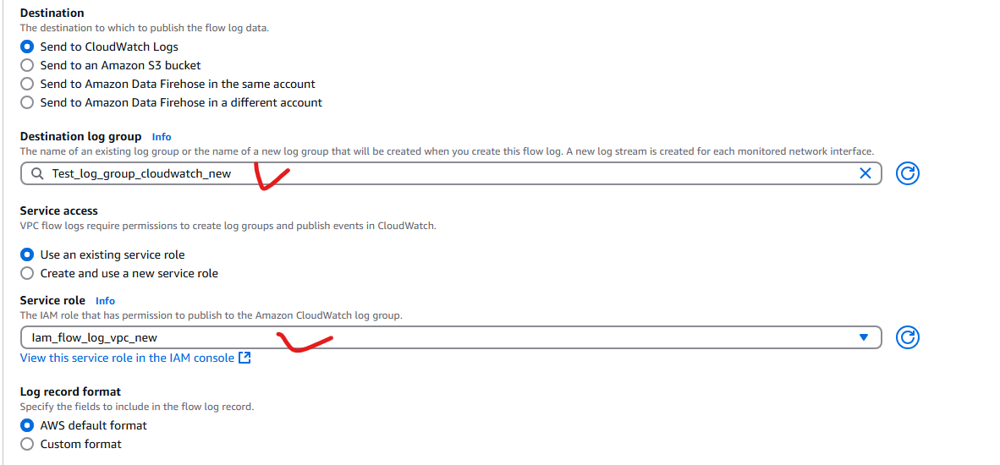 Destination
The destination to which to publish the flow log data.
Send to CloudWatch Logs
Send to an Amazon S3 bucket
Send to Amazon Data Firehose in the same account
Send to Amazon Data Firehose in a different account
Destination log group Info
The name of an existing log group or the name of a new log group that will be created when you create this flow log. A new log stream is created for each monitored network interface.
Test_log_group_cloudwatch_new
Service access
VPC flow logs require permissions to create log groups and publish events in CloudWatch.
Use an existing service role
Create and use a new service role
Service role Info
The IAM role that has permission to publish to the Amazon CloudWatch log group.
Iam_flow_log_vpc_new
View this service role in the IAM console
Log record format
Specify the fields to include in the flow log record.
AWS default format
Custom format